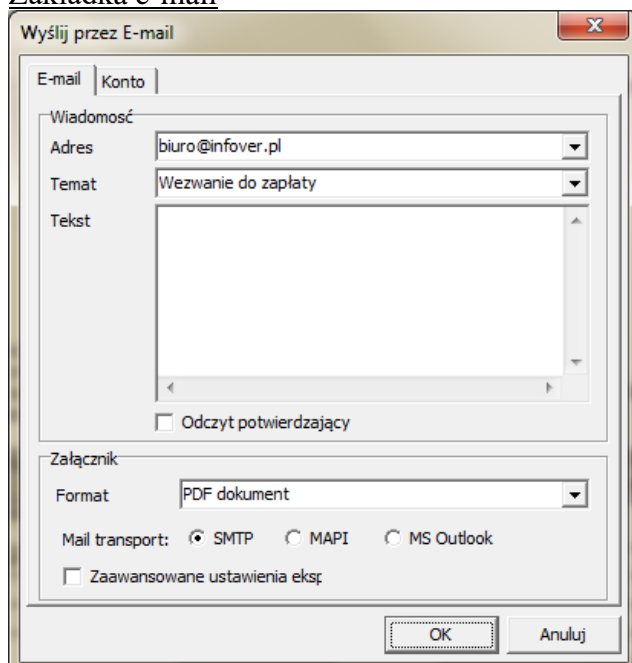 Zakładka e-mail
Wyślij przez E-mail
E-mail Konto
Wiadomość
Adres biuro@infover.pl
Temat Wezwanie do zapłaty
Tekst
Odczyt potwierdzający
Załącznik
Format PDF dokument
Mail transport: SMTP MAPI MS Outlook
Zaawansowane ustawienia eksp
OK Anuluj